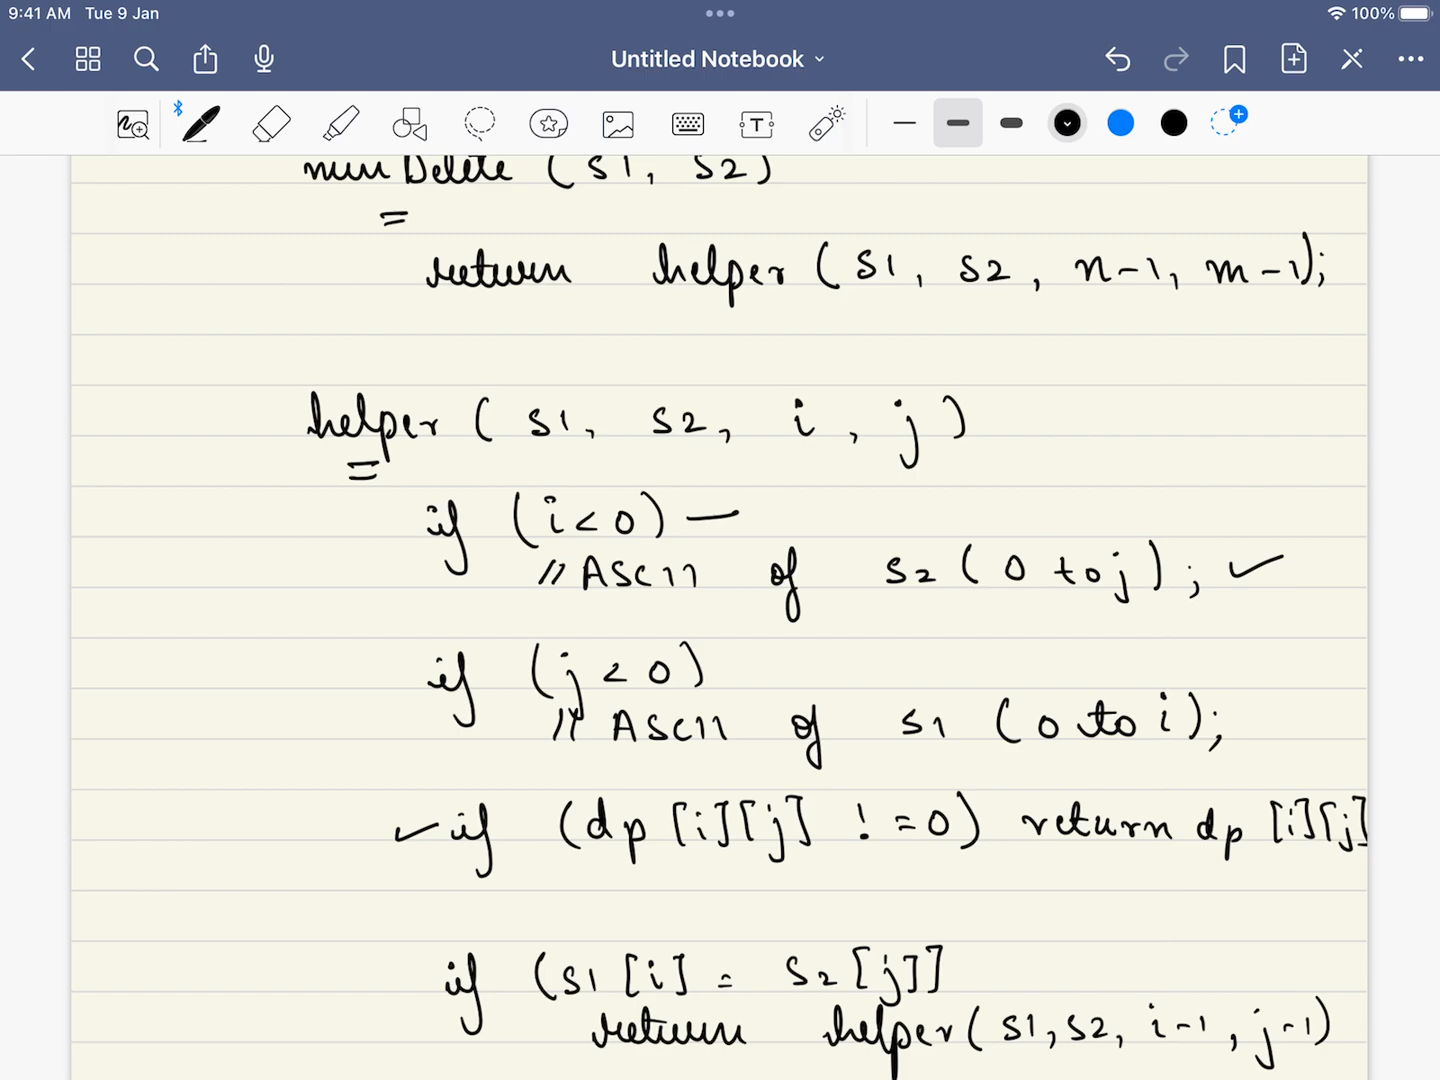 9:41 AM Tue 9 Jan
100%
Untitled Notebook
T
min Delete (S1, S2)
=
return helper (S1, S2, n-1, m-1);
helper (S1, S2, i, j)
=
if (i<0) —
// ASCII of S2 (0 to j); ✓
if (j<0)
// ASCII of S1 (0 to i);
✓ if (dp[i][j] != 0) return dp[i][j]
if (S1[i] = S2[j]]
return helper(S1, S2, i-1, j-1)